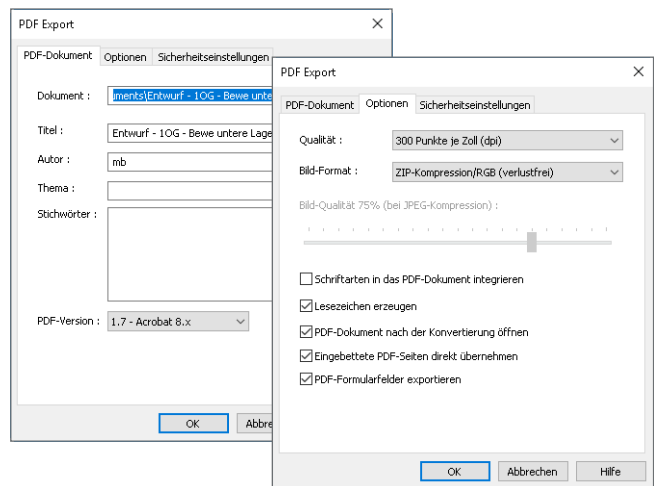 PDF Export
PDF-Dokument Optionen Sicherheitseinstellungen
Dokument : uments\Entwurf - 1OG - Bewe unte
Titel : Entwurf - 1OG - Bewe untere Lage
Autor : mb
Thema :
Stichwörter :
PDF-Version : 1.7 - Acrobat 8.x
OK Abbre
PDF Export
PDF-Dokument Optionen Sicherheitseinstellungen
Qualität : 300 Punkte je Zoll (dpi)
Bild-Format : ZIP-Kompression/RGB (verlustfrei)
Bild-Qualität 75% (bei JPEG-Kompression) :
Schriftarten in das PDF-Dokument integrieren
Lesezeichen erzeugen
PDF-Dokument nach der Konvertierung öffnen
Eingebettete PDF-Seiten direkt übernehmen
PDF-Formularfelder exportieren
OK Abbrechen Hilfe